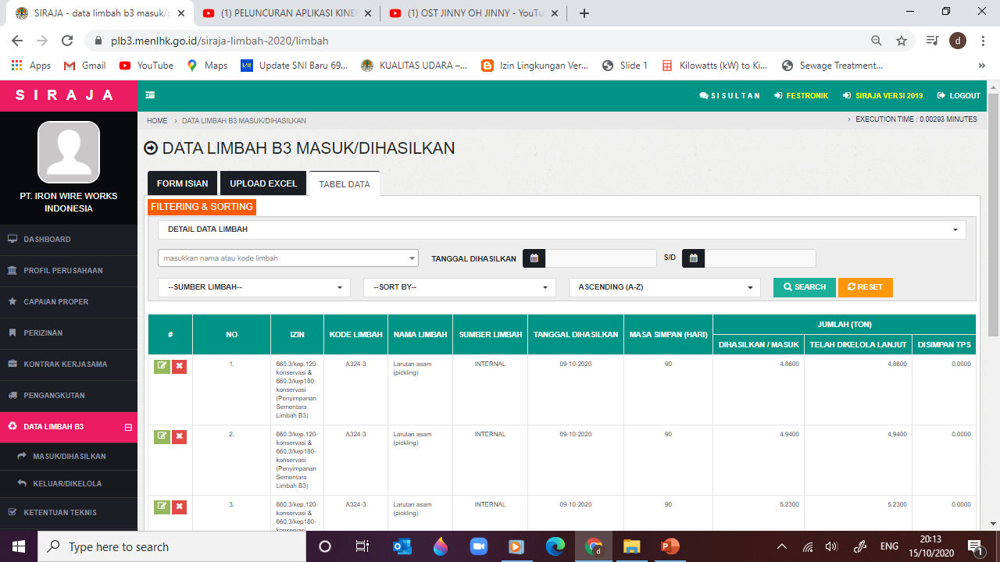 SIRAJA - data limbah b3 masuk/d
(1) PELUNCURAN APLIKASI KINER
(1) OST JINNY OH JINNY - YouTu
plb3.menlhk.go.id/siraja-limbah-2020/limbah
d
Apps Gmail YouTube Maps Update SNI Baru 69... KUALITAS UDARA –... Izin Lingkungan Ver... Slide 1 Kilowatts (kW) to Ki... Sewage Treatment... »
S I R A J A
S I S U L T A N FESTRONIK SIRAJA VERSI 2019 LOGOUT
HOME › DATA LIMBAH B3 MASUK/DIHASILKAN
› EXECUTION TIME : 0.00293 MINUTES
DATA LIMBAH B3 MASUK/DIHASILKAN
PT. IRON WIRE WORKS
INDONESIA
DASHBOARD
PROFIL PERUSAHAAN
CAPAIAN PROPER
PERIZINAN
KONTRAK KERJASAMA
PENGANGKUTAN
DATA LIMBAH B3
MASUK/DIHASILKAN
KELUAR/DIKELOLA
KETENTUAN TEKNIS
FORM ISIAN UPLOAD EXCEL TABEL DATA
FILTERING & SORTING
DETAIL DATA LIMBAH
masukkan nama atau kode limbah TANGGAL DIHASILKAN S/D
--SUMBER LIMBAH-- --SORT BY-- ASCENDING (A-Z) SEARCH RESET
# NO IZIN KODE LIMBAH NAMA LIMBAH SUMBER LIMBAH TANGGAL DIHASILKAN MASA SIMPAN (HARI) JUMLAH (TON)
DIHASILKAN / MASUK TELAH DIKELOLA LANJUT DISIMPAN TPS
1. 660.3/kep.120- A324-3 Larutan asam INTERNAL 09-10-2020 90 4.8600 4.8600 0.0000
konservasi & (pickling)
660.3/kep180-
konservasi
(Penyimpanan
Sementara
Limbah B3)
2. 660.3/kep.120- A324-3 Larutan asam INTERNAL 09-10-2020 90 4.9400 4.9400 0.0000
konservasi & (pickling)
660.3/kep180-
konservasi
(Penyimpanan
Sementara
Limbah B3)
3. 660.3/kep.120- A324-3 Larutan asam INTERNAL 09-10-2020 90 5.2300 5.2300 0.0000
konservasi & (pickling)
660.3/kep180-
konservasi
Type here to search
ENG
20:13
15/10/2020
1